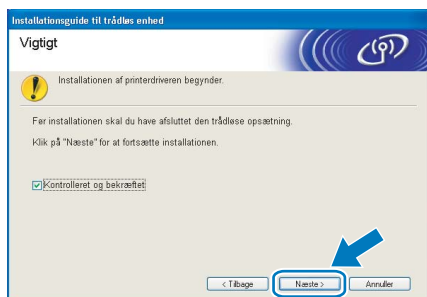 Installationsguide til trådløs enhed
Vigtigt
Installationen af printerdriveren begynder.
Før installationen skal du have afsluttet den trådløse opsætning.
Klik på "Næste" for at fortsætte installationen.
Kontrolleret og bekræftet
< Tilbage Næste > Annuller